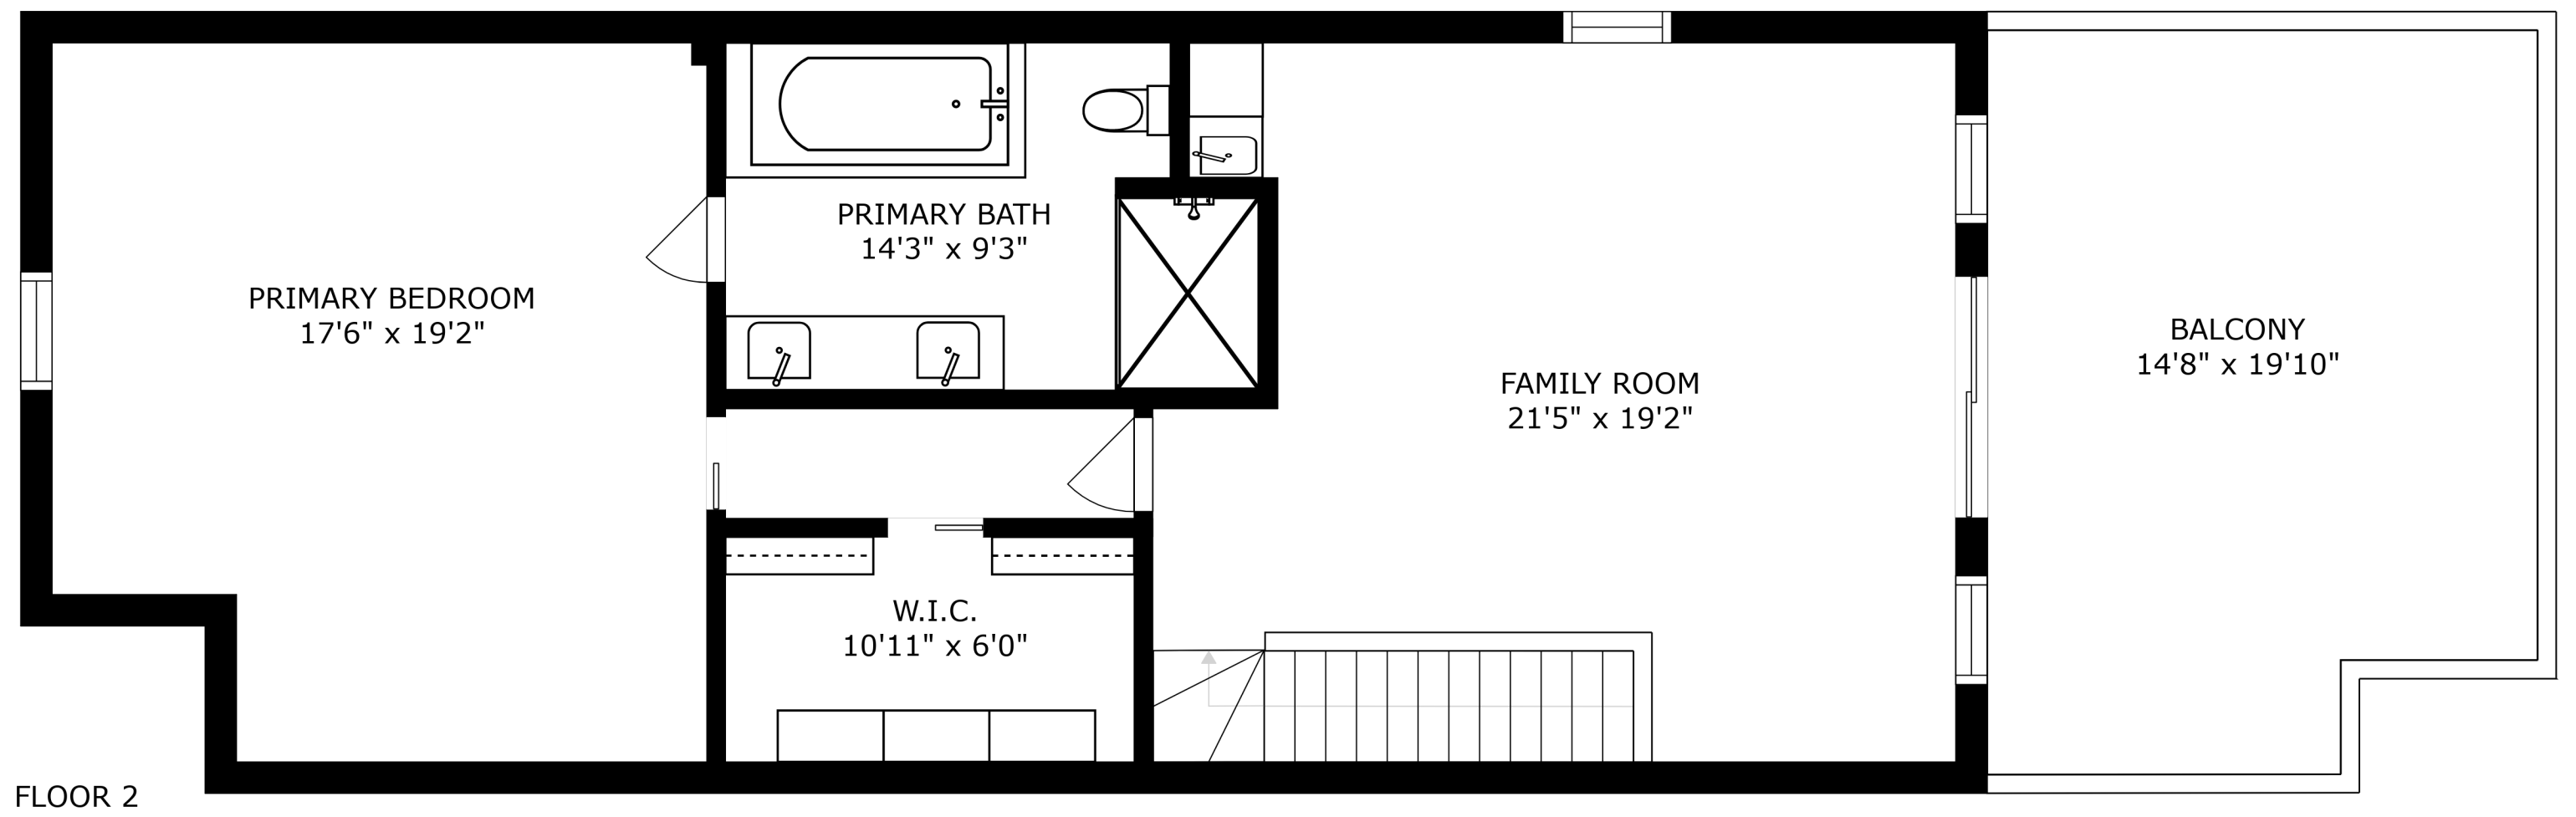 PRIMARY BEDROOM
17'6" x 19'2"
PRIMARY BATH
14'3" x 9'3"
W.I.C.
10'11" x 6'0"
FAMILY ROOM
21'5" x 19'2"
BALCONY
14'8" x 19'10"
FLOOR 2